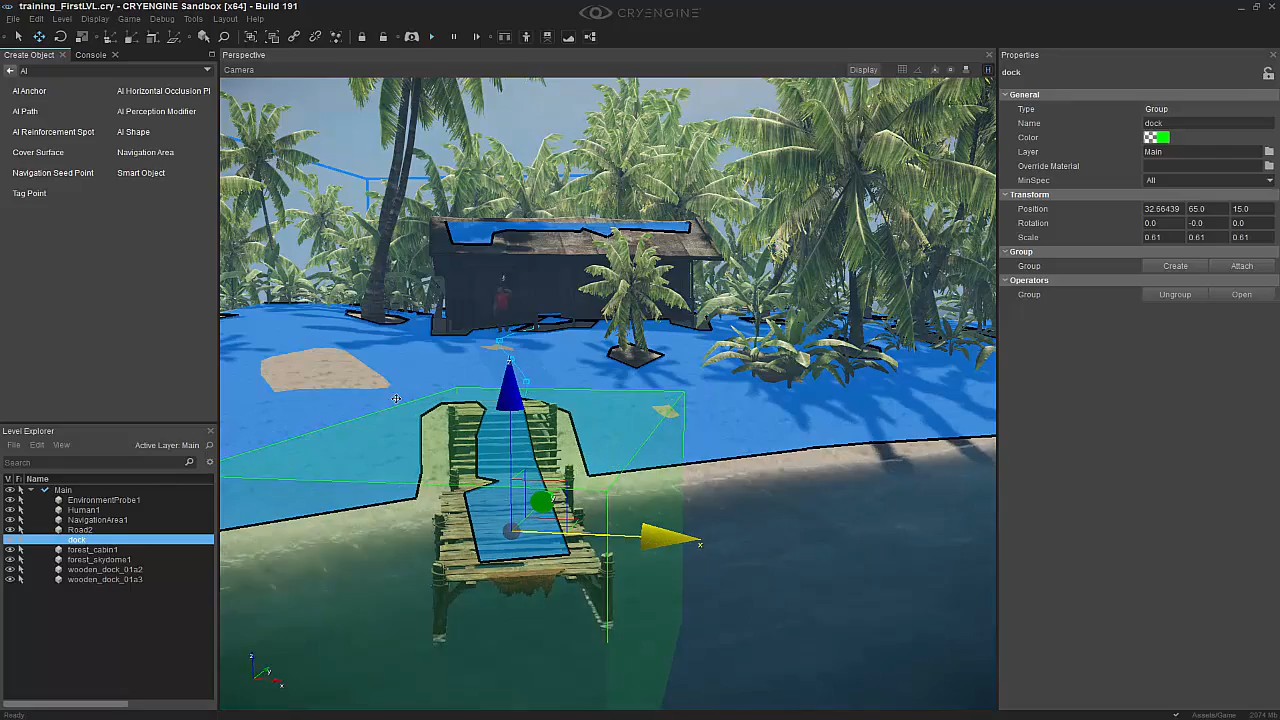 training_FirstLVL.cry - CRYENGINE Sandbox [x64] - Build 191
CRYENGINE
File Edit Level Display Game Debug Tools Layout Help
Create Object
Console
AI
AI Anchor
AI Horizontal Occlusion Pl
AI Path
AI Perception Modifier
AI Reinforcement Spot
AI Shape
Cover Surface
Navigation Area
Navigation Seed Point
Smart Object
Tag Point
Perspective
Camera
Display
H
z
y
x
z
y
x
Level Explorer
File Edit View
Active Layer: Main
Search
V Fi Name
Main
EnvironmentProbe1
Human1
NavigationArea1
Road2
dock
forest_cabin1
forest_skydome1
wooden_dock_01a2
wooden_dock_01a3
Properties
dock
General
Type Group
Name dock
Color
Layer Main
Override Material
MinSpec All
Transform
Position 32.66439 65.0 15.0
Rotation 0.0 -0.0 0.0
Scale 0.61 0.61 0.61
Group
Group Create Attach
Operators
Group Ungroup Open
Ready
Assets/Game 2974 Mb